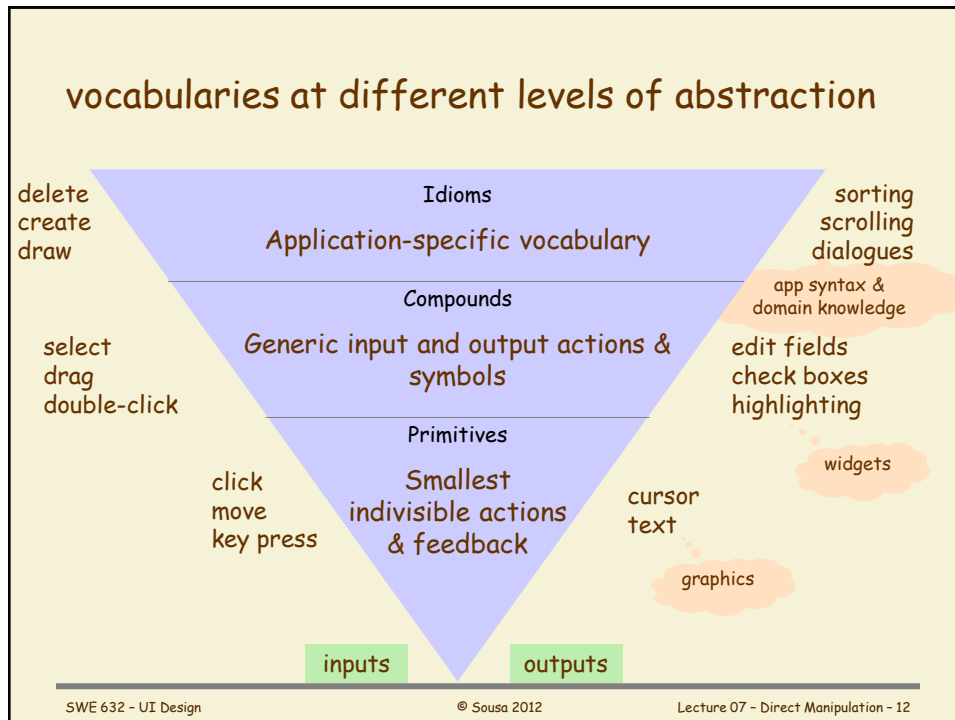 vocabularies at different levels of abstraction
delete
create
draw
Idioms
Application-specific vocabulary
sorting
scrolling
dialogues
app syntax &
domain knowledge
Compounds
Generic input and output actions &
symbols
select
drag
double-click
edit fields
check boxes
highlighting
widgets
Primitives
Smallest
indivisible actions
& feedback
click
move
key press
cursor
text
graphics
inputs
outputs
SWE 632 – UI Design
© Sousa 2012
Lecture 07 – Direct Manipulation – 12